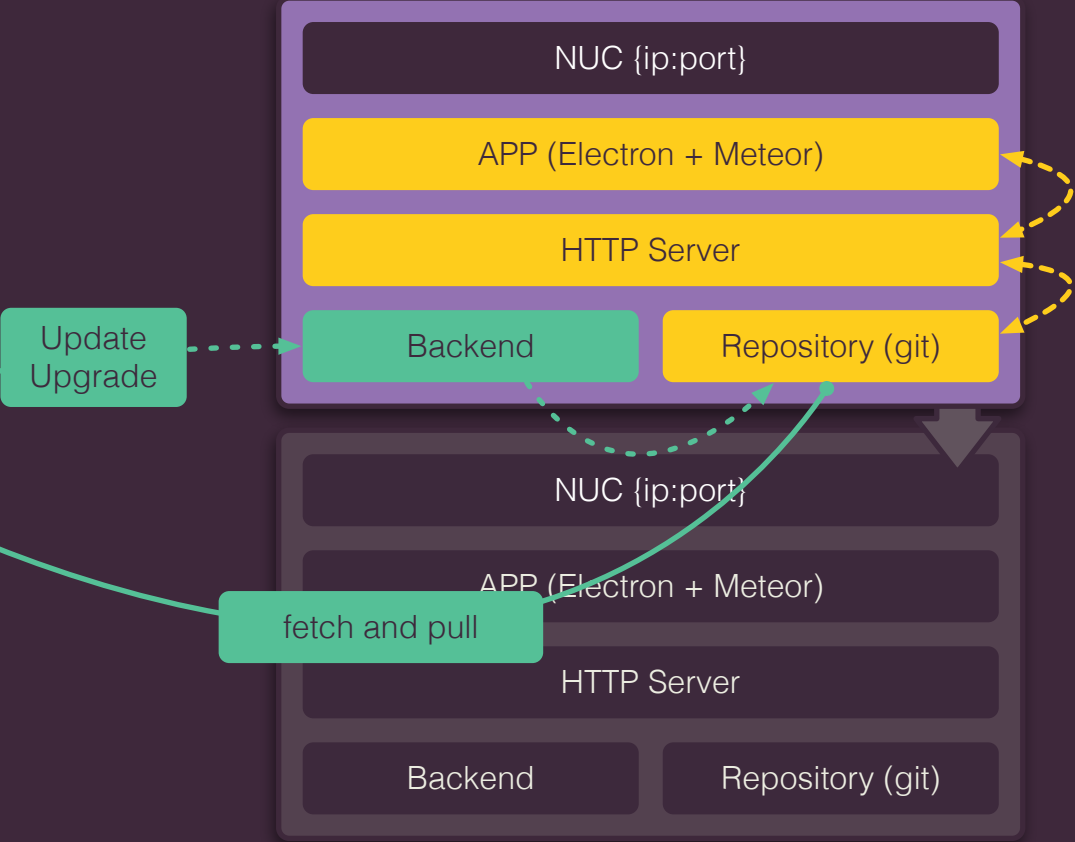 NUC {ip:port}
APP (Electron + Meteor)
HTTP Server
Update
Upgrade
Backend
Repository (git)
NUC {ip:port}
APP (Electron + Meteor)
fetch and pull
HTTP Server
Backend
Repository (git)